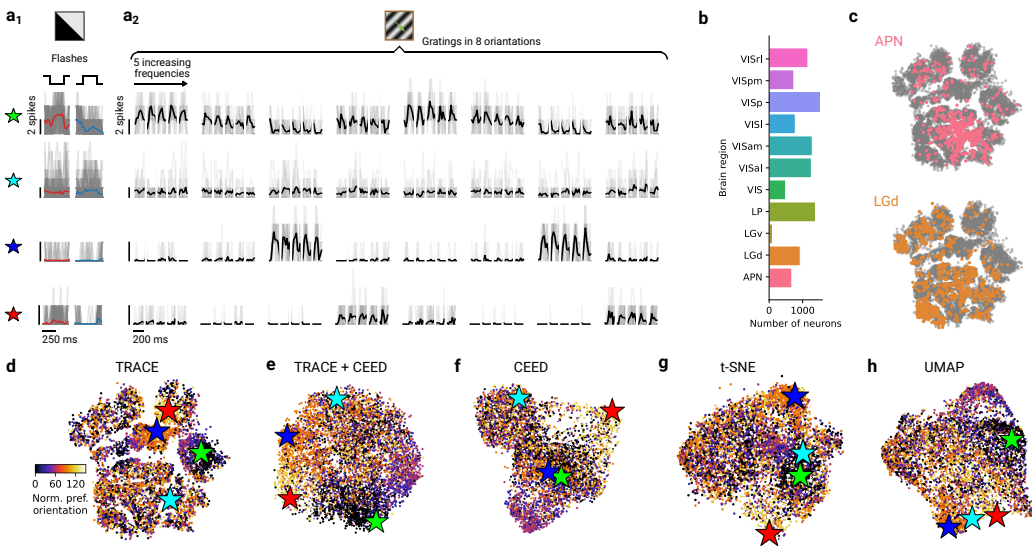 a1
a2
b
c
Flashes
Gratings in 8 oriantations
5 increasing
frequencies
2 spikes
2 spikes
250 ms
200 ms
Brain region
VISrl
VISpm
VISp
VISl
VISam
VISal
VIS
LP
LGv
LGd
APN
0
1000
Number of neurons
APN
LGd
d
TRACE
0 60 120
Norm. pref.
orientation
e
TRACE + CEED
f
CEED
g
t-SNE
h
UMAP